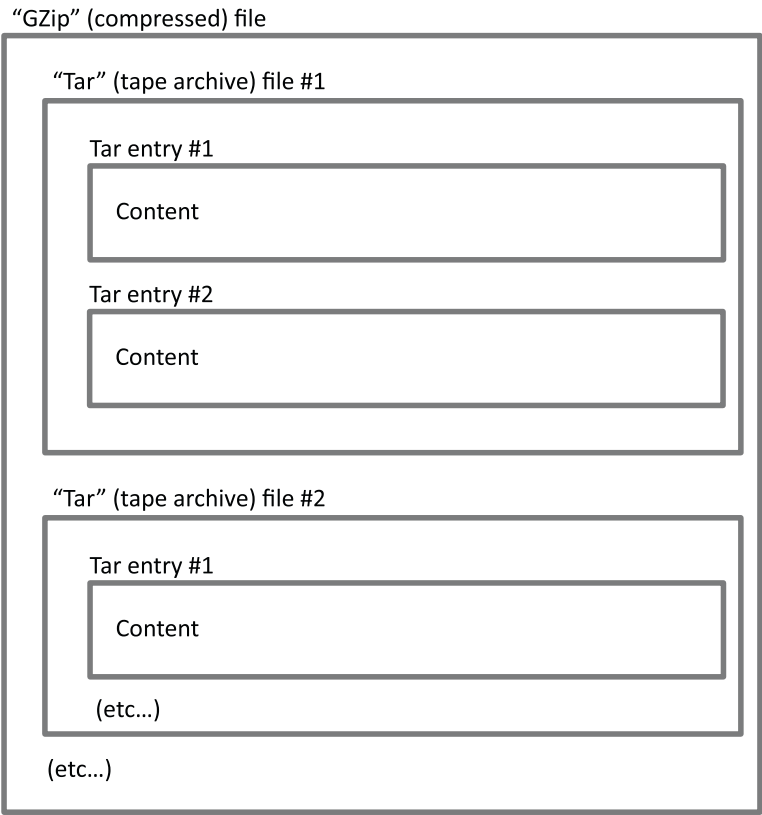 “GZip” (compressed) file
“Tar” (tape archive) file #1
Tar entry #1
Content
Tar entry #2
Content
“Tar” (tape archive) file #2
Tar entry #1
Content
(etc…)
(etc…)